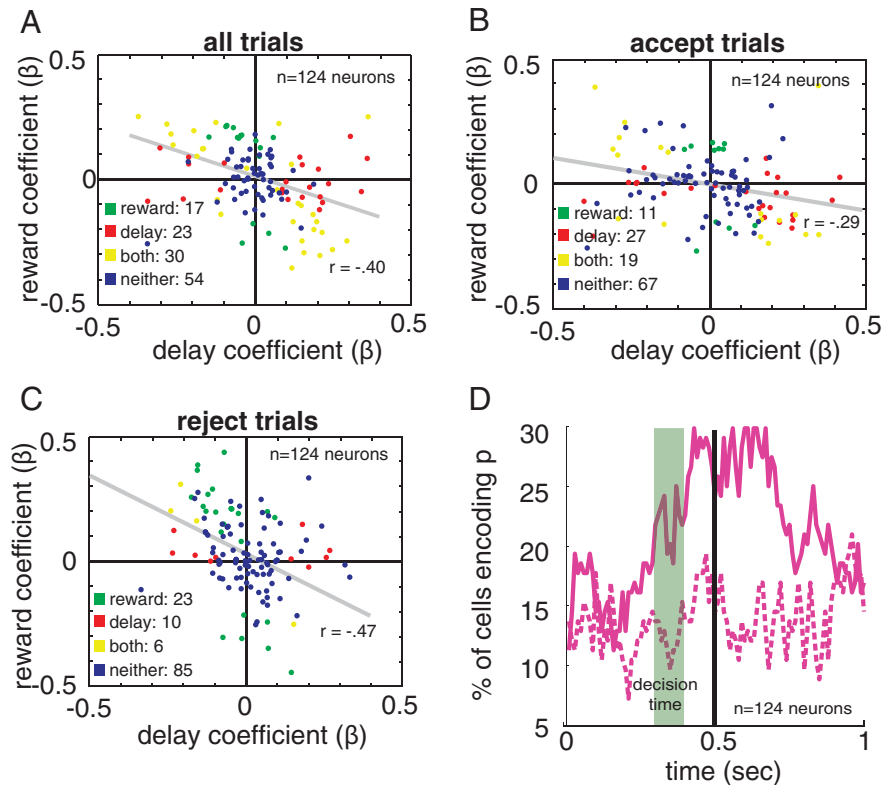 A
all trials
0.5
n=124 neurons
reward coefficient (β)
0
reward: 17
delay: 23
both: 30
neither: 54
r = -.40
-0.5
-0.5
0
0.5
delay coefficient (β)
B
accept trials
0.5
n=124 neurons
reward coefficient (β)
0
reward: 11
delay: 27
both: 19
neither: 67
r = -.29
-0.5
-0.5
0
0.5
delay coefficient (β)
C
reject trials
0.5
n=124 neurons
reward coefficient (β)
0
reward: 23
delay: 10
both: 6
neither: 85
r = -.47
-0.5
-0.5
0
0.5
delay coefficient (β)
D
30
25
20
15
10
5
% of cells encoding p
decision
time
n=124 neurons
0
0.5
1
time (sec)